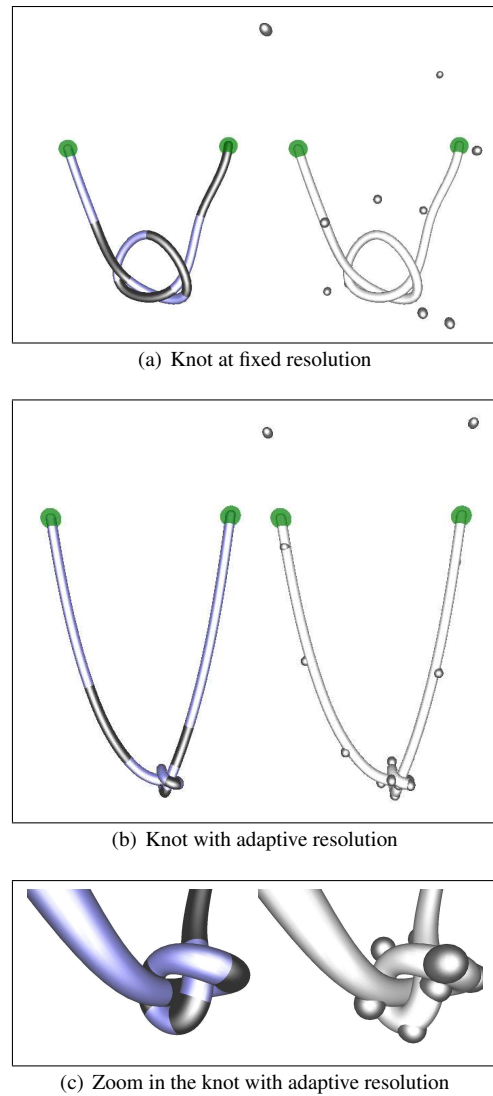 (a) Knot at fixed resolution
(b) Knot with adaptive resolution
(c) Zoom in the knot with adaptive resolution